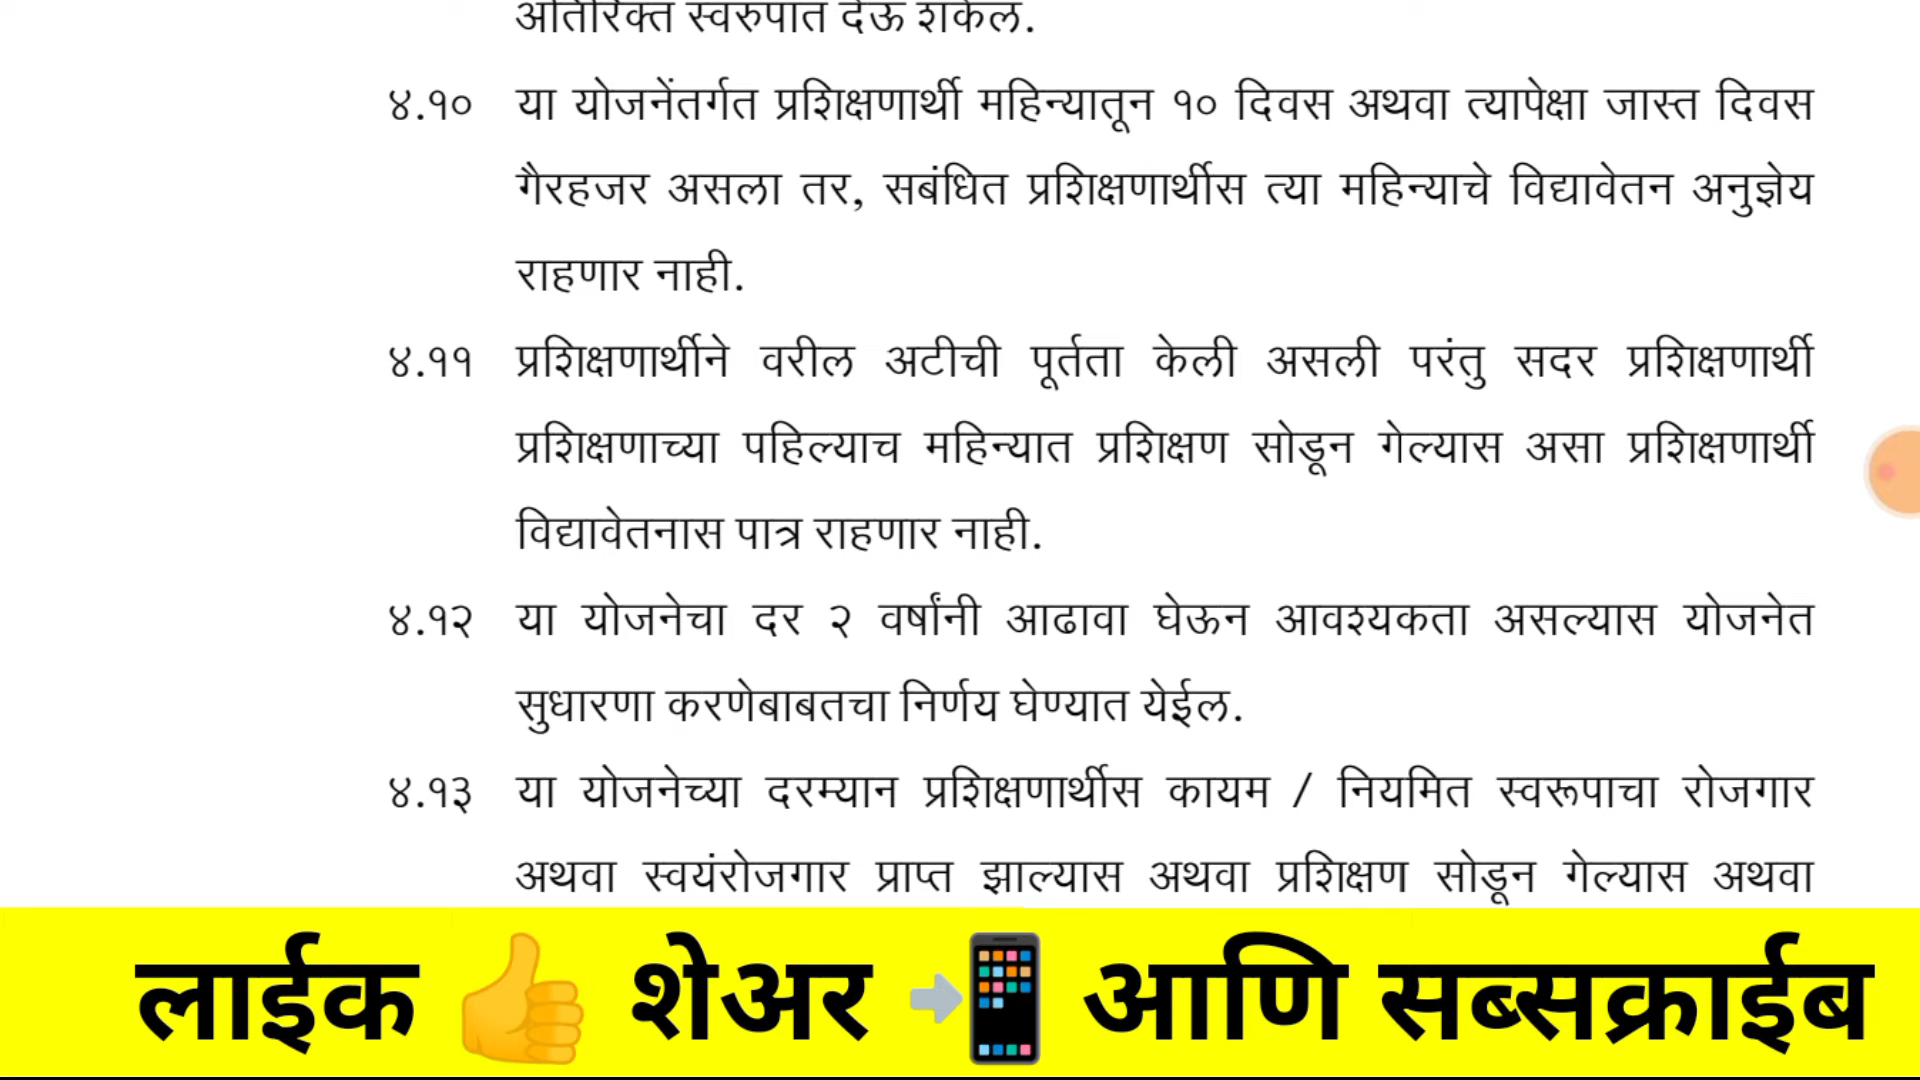 अतिरिक्त स्वरुपात देऊ शकेल.
४.१० या योजनेंतर्गत प्रशिक्षणार्थी महिन्यातून १० दिवस अथवा त्यापेक्षा जास्त दिवस
गैरहजर असला तर, सबंधित प्रशिक्षणार्थीस त्या महिन्याचे विद्यावेतन अनुज्ञेय
राहणार नाही.
४.११ प्रशिक्षणार्थीने वरील अटीची पूर्तता केली असली परंतु सदर प्रशिक्षणार्थी
प्रशिक्षणाच्या पहिल्याच महिन्यात प्रशिक्षण सोडून गेल्यास असा प्रशिक्षणार्थी
विद्यावेतनास पात्र राहणार नाही.
४.१२ या योजनेचा दर २ वर्षांनी आढावा घेऊन आवश्यकता असल्यास योजनेत
सुधारणा करणेबाबतचा निर्णय घेण्यात येईल.
४.१३ या योजनेच्या दरम्यान प्रशिक्षणार्थीस कायम / नियमित स्वरूपाचा रोजगार
अथवा स्वयंरोजगार प्राप्त झाल्यास अथवा प्रशिक्षण सोडून गेल्यास अथवा
लाईक 👍 शेअर 📲 आणि सब्सक्राईब